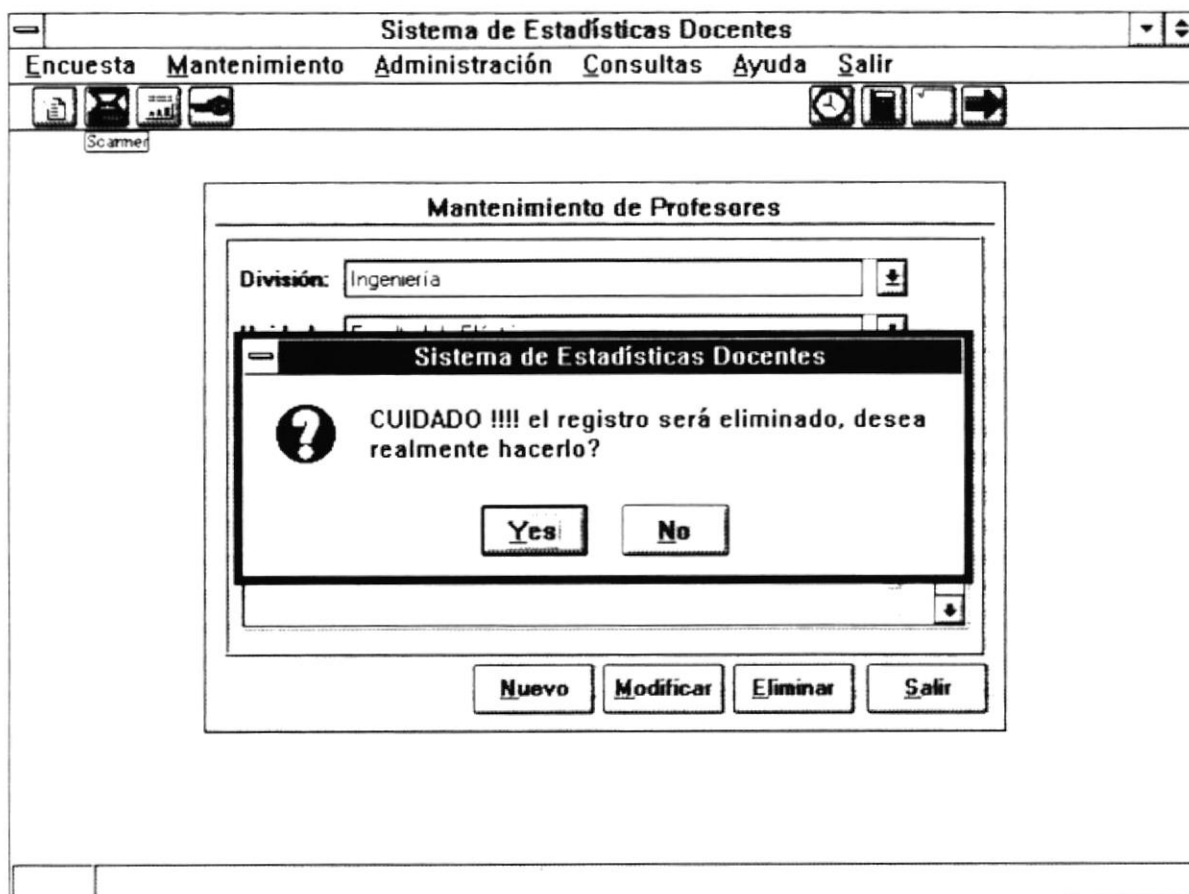 Sistema de Estadísticas Docentes
Encuesta Mantenimiento Administración Consultas Ayuda Salir
Scanner
Mantenimiento de Profesores
División: Ingeniería
Sistema de Estadísticas Docentes
CUIDADO !!!! el registro será eliminado, desea
realmente hacerlo?
Yes No
Nuevo Modificar Eliminar Salir